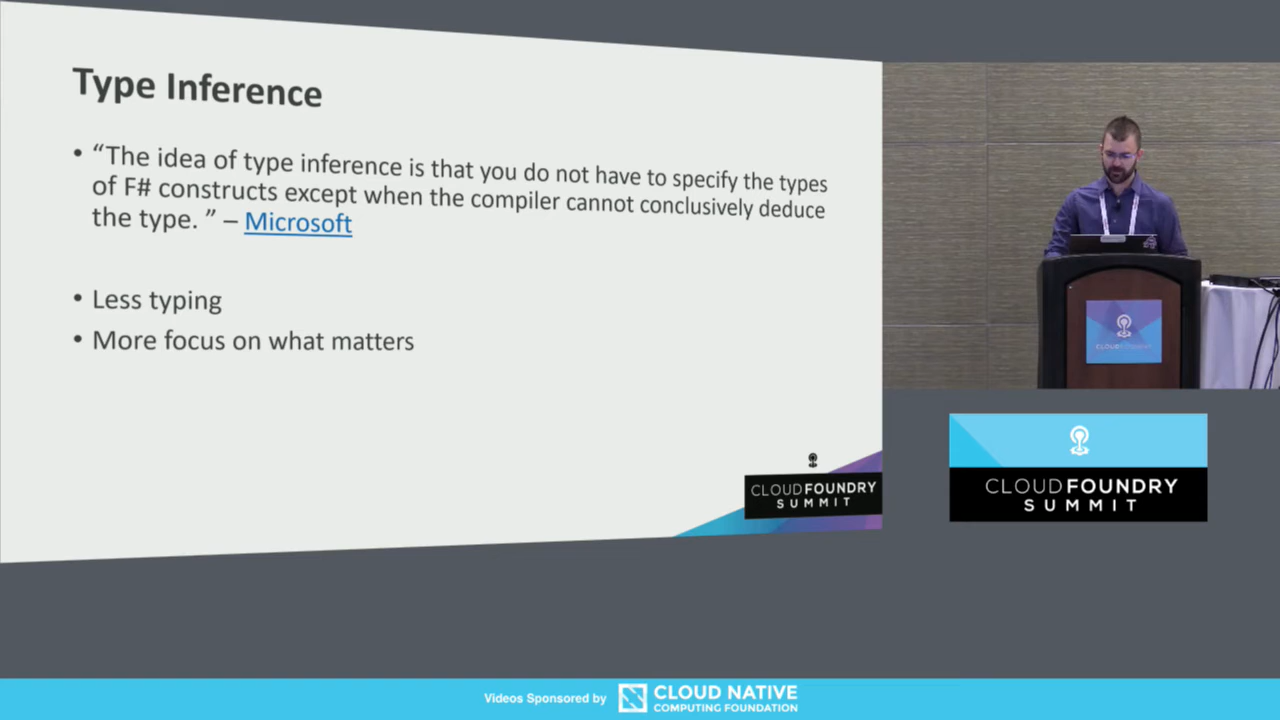 Type Inference
• “The idea of type inference is that you do not have to specify the types
of F# constructs except when the compiler cannot conclusively deduce
the type. ” – Microsoft
• Less typing
• More focus on what matters
CLOUDFOUNDRY
SUMMIT
CLOUDFOUNDRY
CLOUDFOUNDRY
SUMMIT
Videos Sponsored by
CLOUD NATIVE
COMPUTING FOUNDATION